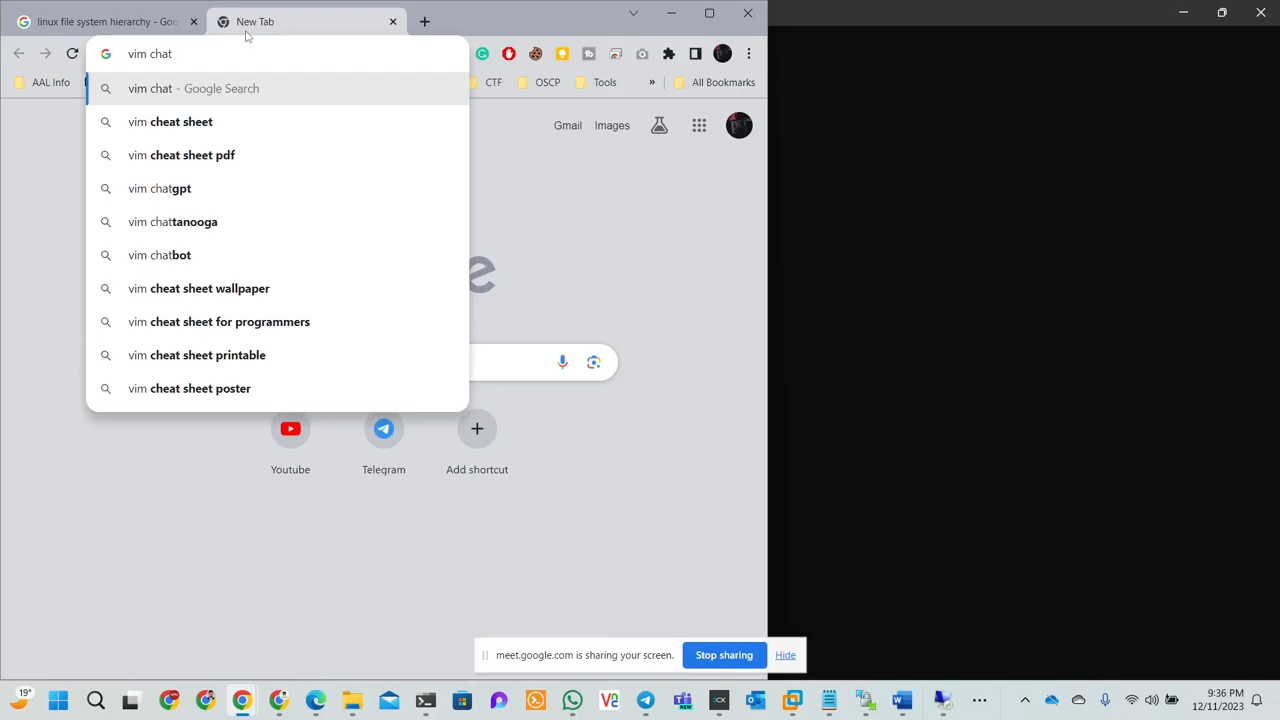 linux file system hierarchy - Goo
New Tab
vim chat
AAL Info
CTF
OSCP
Tools
»
All Bookmarks
vim chat - Google Search
vim cheat sheet
vim cheat sheet pdf
vim chatgpt
vim chattanooga
vim chatbot
vim cheat sheet wallpaper
vim cheat sheet for programmers
vim cheat sheet printable
vim cheat sheet poster
Gmail
Images
e
Youtube
Telegram
Add shortcut
meet.google.com is sharing your screen.
Stop sharing
Hide
19°
9:36 PM
12/11/2023